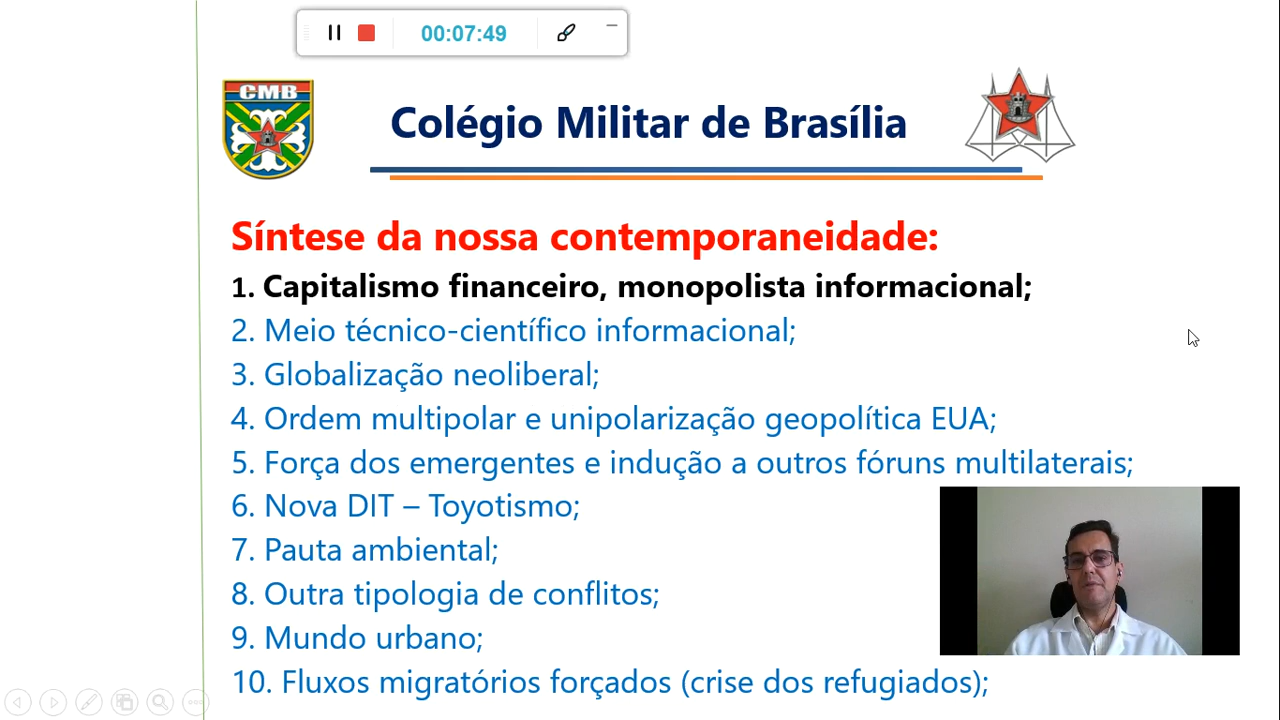 00:07:49
CMB
Colégio Militar de Brasília
Síntese da nossa contemporaneidade:
1. Capitalismo financeiro, monopolista informacional;
2. Meio técnico-científico informacional;
3. Globalização neoliberal;
4. Ordem multipolar e unipolarização geopolítica EUA;
5. Força dos emergentes e indução a outros fóruns multilaterais;
6. Nova DIT – Toyotismo;
7. Pauta ambiental;
8. Outra tipologia de conflitos;
9. Mundo urbano;
10. Fluxos migratórios forçados (crise dos refugiados);